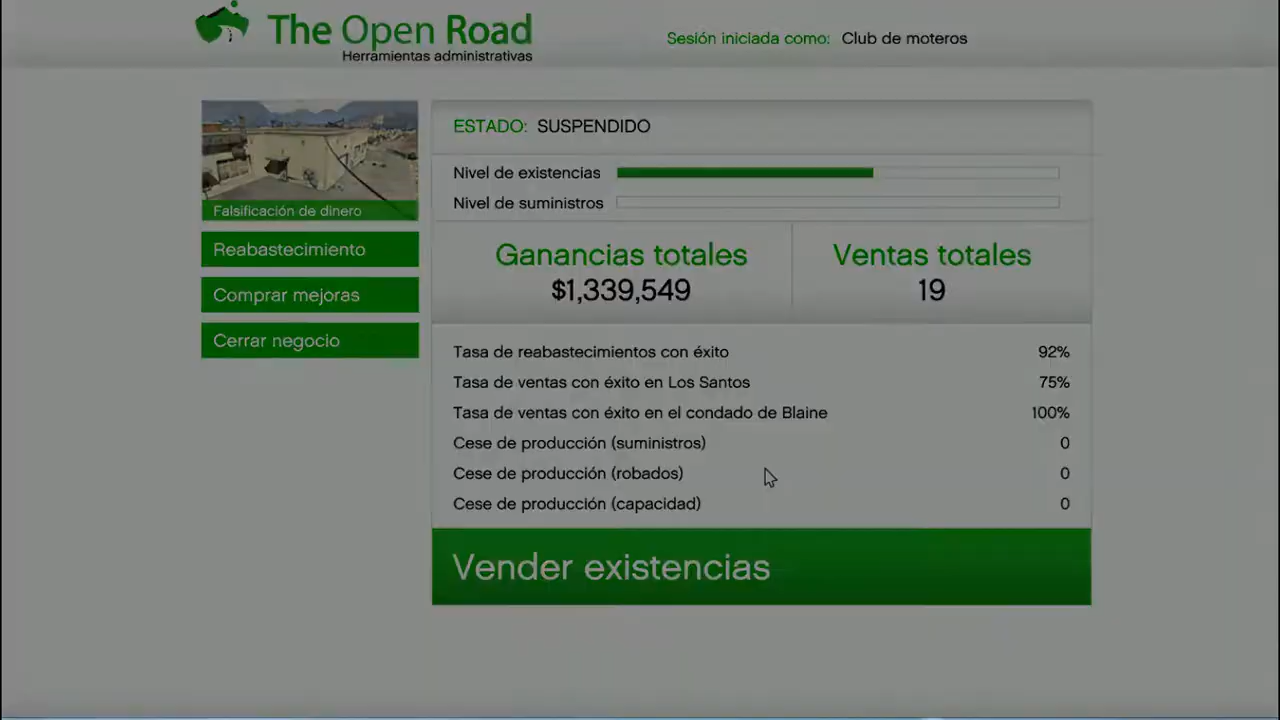 The Open Road
Herramientas administrativas
Sesión iniciada como: Club de moteros
Falsificación de dinero
Reabastecimiento
Comprar mejoras
Cerrar negocio
ESTADO: SUSPENDIDO
Nivel de existencias
Nivel de suministros
Ganancias totales
$1,339,549
Ventas totales
19
Tasa de reabastecimientos con éxito 92%
Tasa de ventas con éxito en Los Santos 75%
Tasa de ventas con éxito en el condado de Blaine 100%
Cese de producción (suministros) 0
Cese de producción (robados) 0
Cese de producción (capacidad) 0
Vender existencias